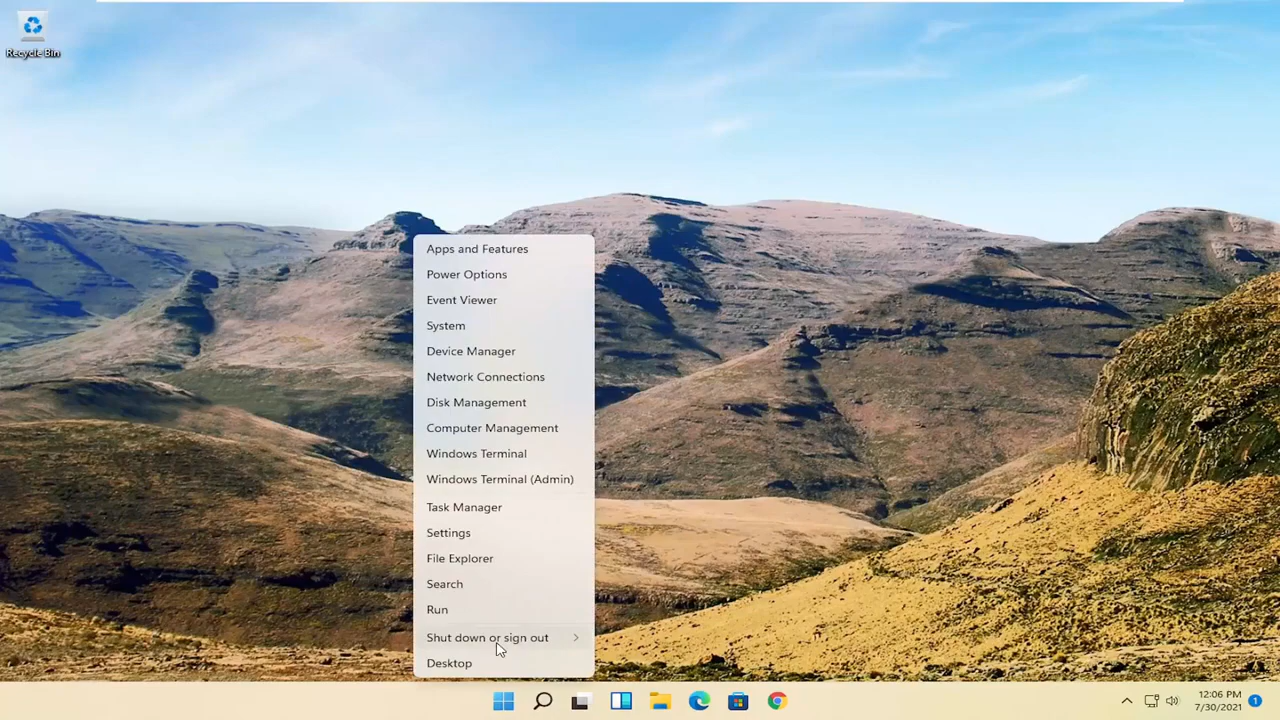 Recycle Bin
Apps and Features
Power Options
Event Viewer
System
Device Manager
Network Connections
Disk Management
Computer Management
Windows Terminal
Windows Terminal (Admin)
Task Manager
Settings
File Explorer
Search
Run
Shut down or sign out
Desktop
12:06 PM
7/30/2021
1